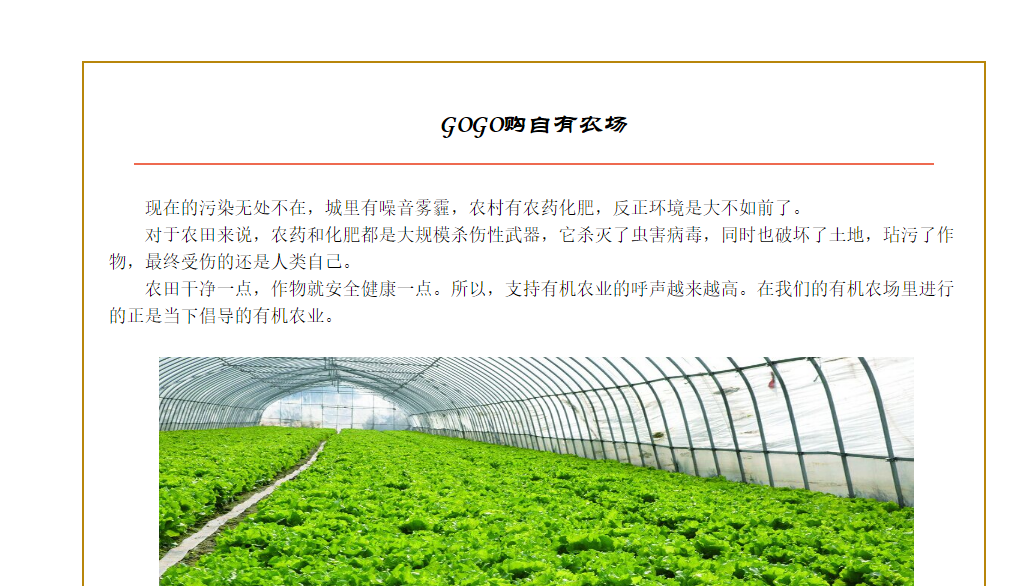 GOGO购自有农场
现在的污染无处不在，城里有噪音雾霾，农村有农药化肥，反正环境是大不如前了。
对于农田来说，农药和化肥都是大规模杀伤性武器，它杀灭了虫害病毒，同时也破坏了土地，玷污了作
物，最终受伤的还是人类自己。
农田干净一点，作物就安全健康一点。所以，支持有机农业的呼声越来越高。在我们的有机农场里进行
的正是当下倡导的有机农业。